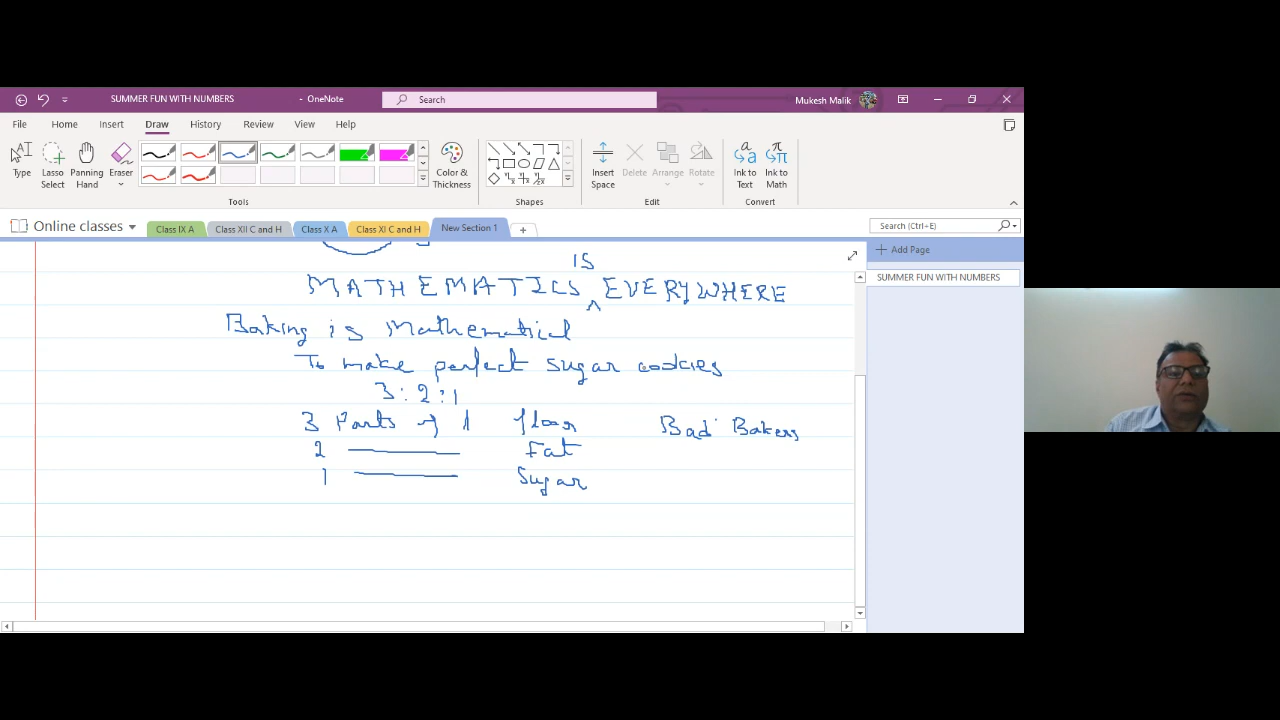 SUMMER FUN WITH NUMBERS - OneNote
Search
Mukesh Malik
File Home Insert Draw History Review View Help
Type
Lasso Select
Panning Hand
Eraser
Color & Thickness
Insert Space
Delete
Arrange
Rotate
Ink to Text
Ink to Math
Tools
Shapes
Edit
Convert
Online classes
Class IX A
Class XII C and H
Class X A
Class XI C and H
New Section 1
Search (Ctrl+E)
Add Page
SUMMER FUN WITH NUMBERS
IS
MATHEMATICS ^ EVERYWHERE
Baking is Mathematical
To make perfect sugar cookies
3:2:1
3 Parts of 1 flour Bad Bakers
2 Fat
1 Sugar